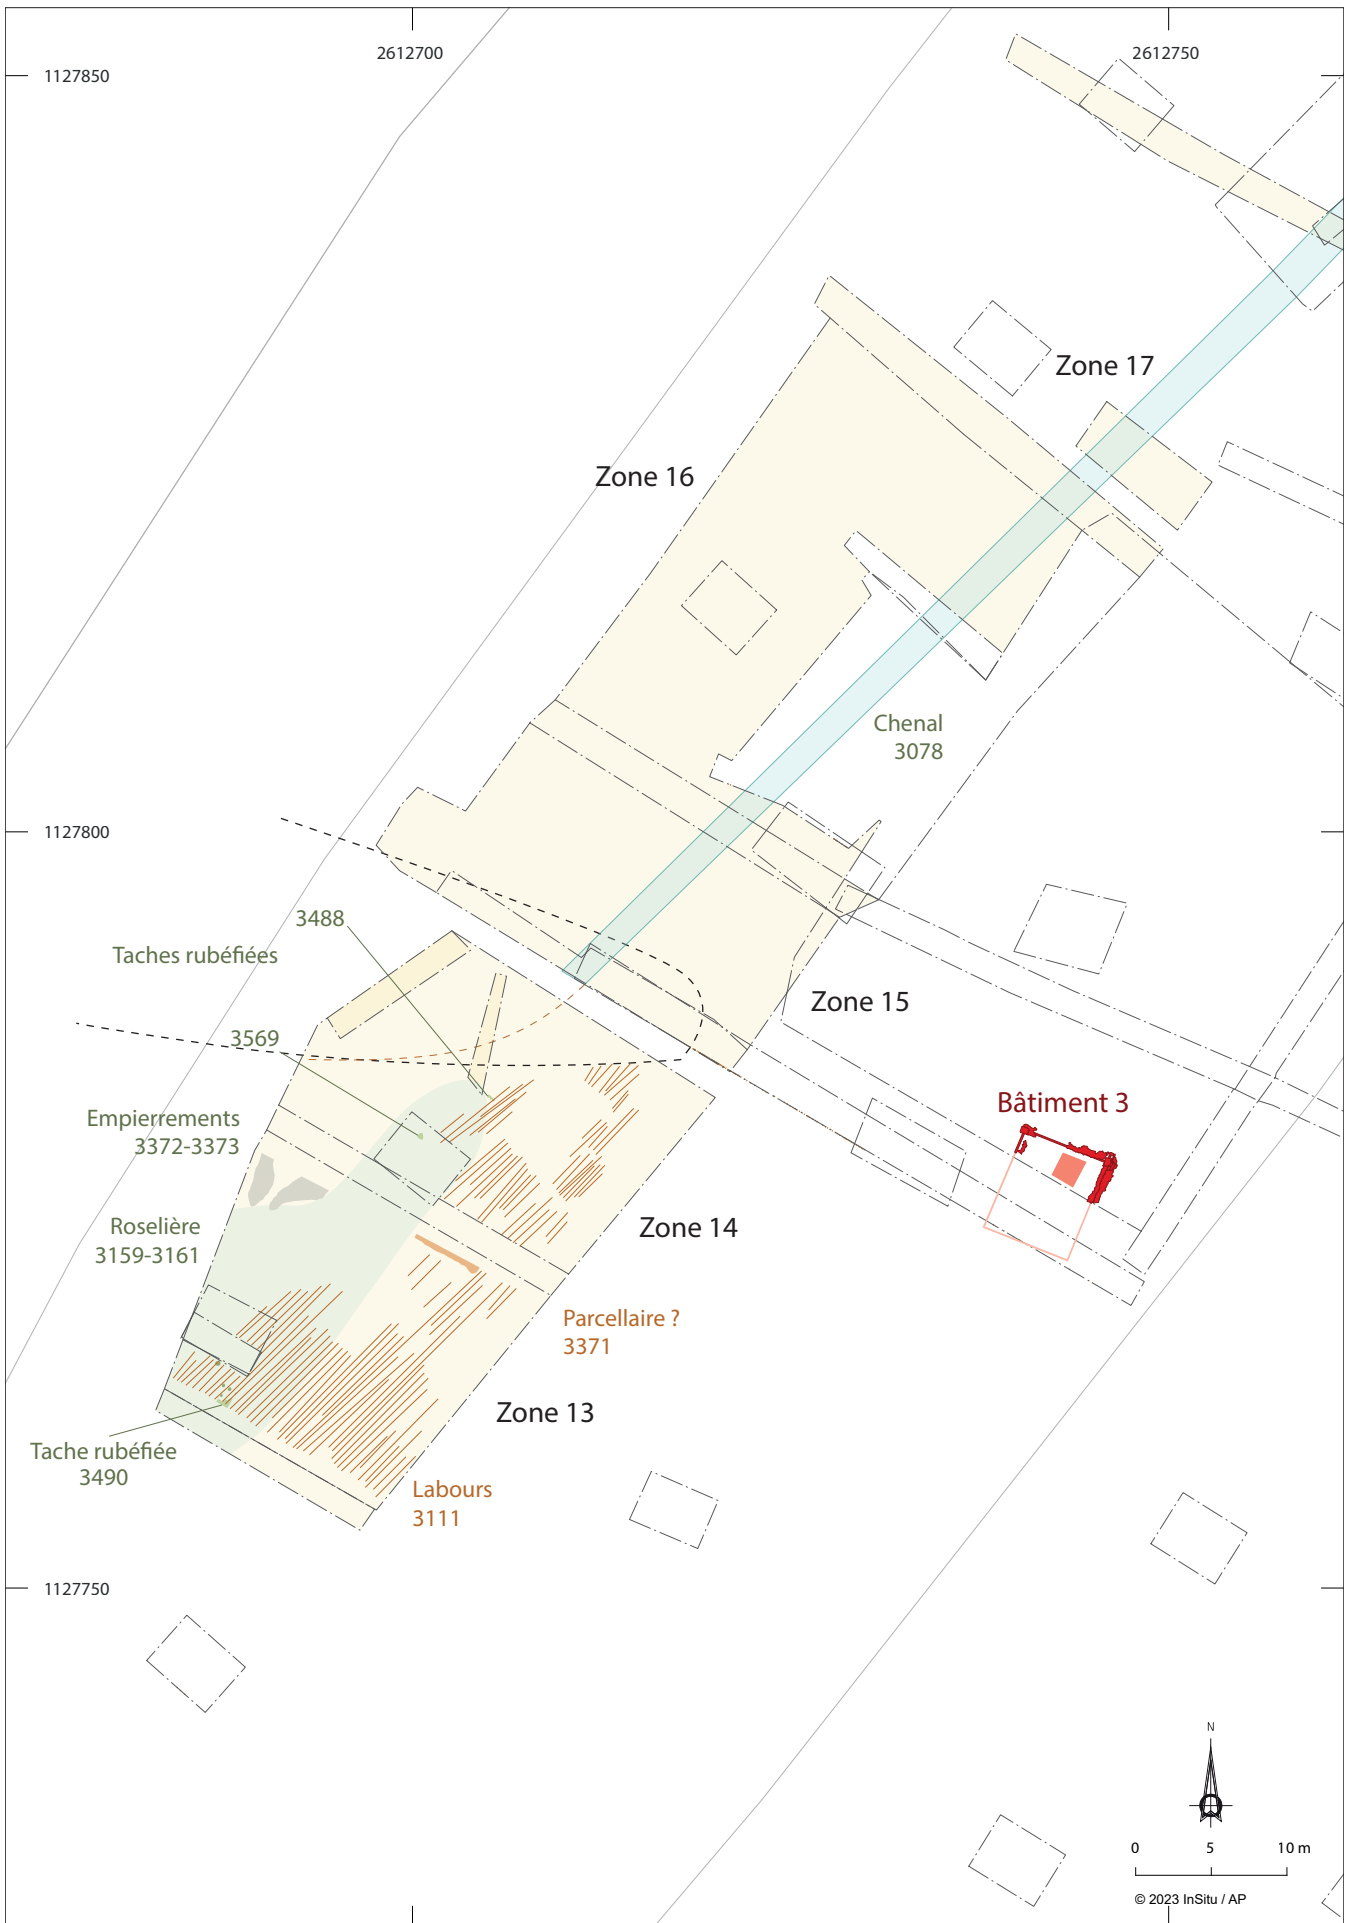 2612700
2612750
1127850
Zone 17
Zone 16
Chenal
3078
1127800
3488
Taches rubéfiées
Zone 15
3569
Bâtiment 3
Empierrements
3372-3373
Roselière
3159-3161
Zone 14
Parcellaire ?
3371
Zone 13
Tache rubéfiée
3490
Labours
3111
1127750
N
0 5 10 m
© 2023 InSitu / AP